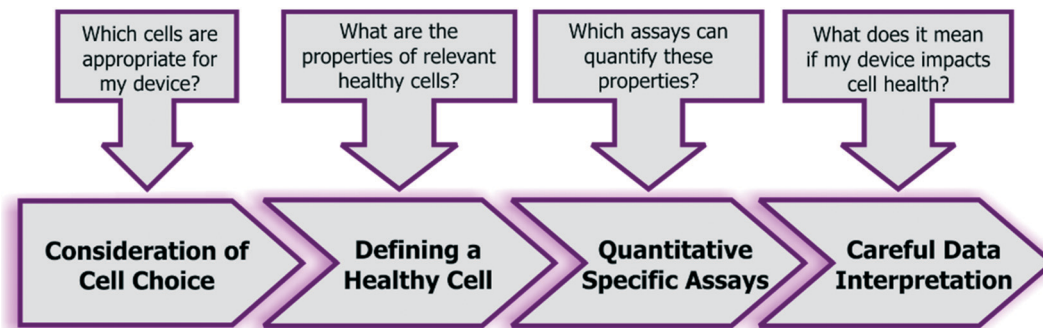 Which cells are
appropriate for
my device?
What are the
properties of relevant
healthy cells?
Which assays can
quantify these
properties?
What does it mean
if my device impacts
cell health?
Consideration of
Cell Choice
Defining a
Healthy Cell
Quantitative
Specific Assays
Careful Data
Interpretation